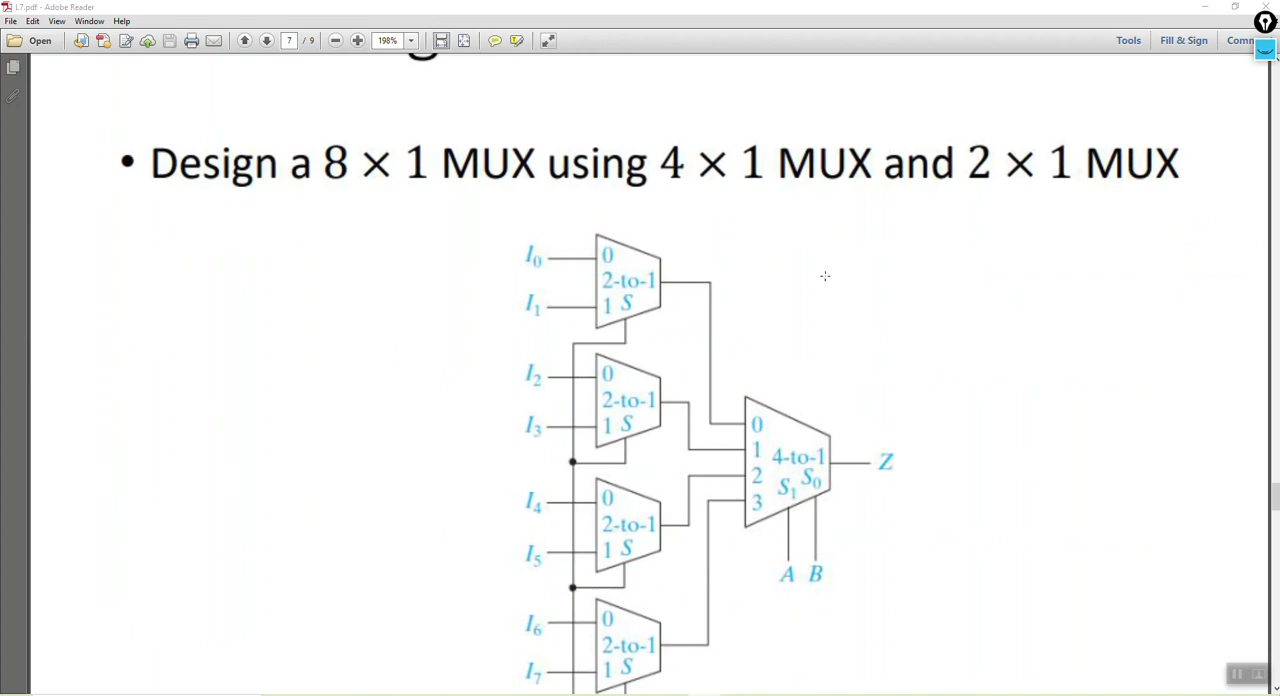 L7.pdf - Adobe Reader
File Edit View Window Help
Open 7 / 9 198% Tools Fill & Sign
• Design a 8 × 1 MUX using 4 × 1 MUX and 2 × 1 MUX
I0 0
2-to-1
I1 1 S
I2 0
2-to-1
I3 1 S
0
1 4-to-1 Z
2 S1 S0
3
I4 0
2-to-1
I5 1 S
A B
I6 0
2-to-1
I7 1 S